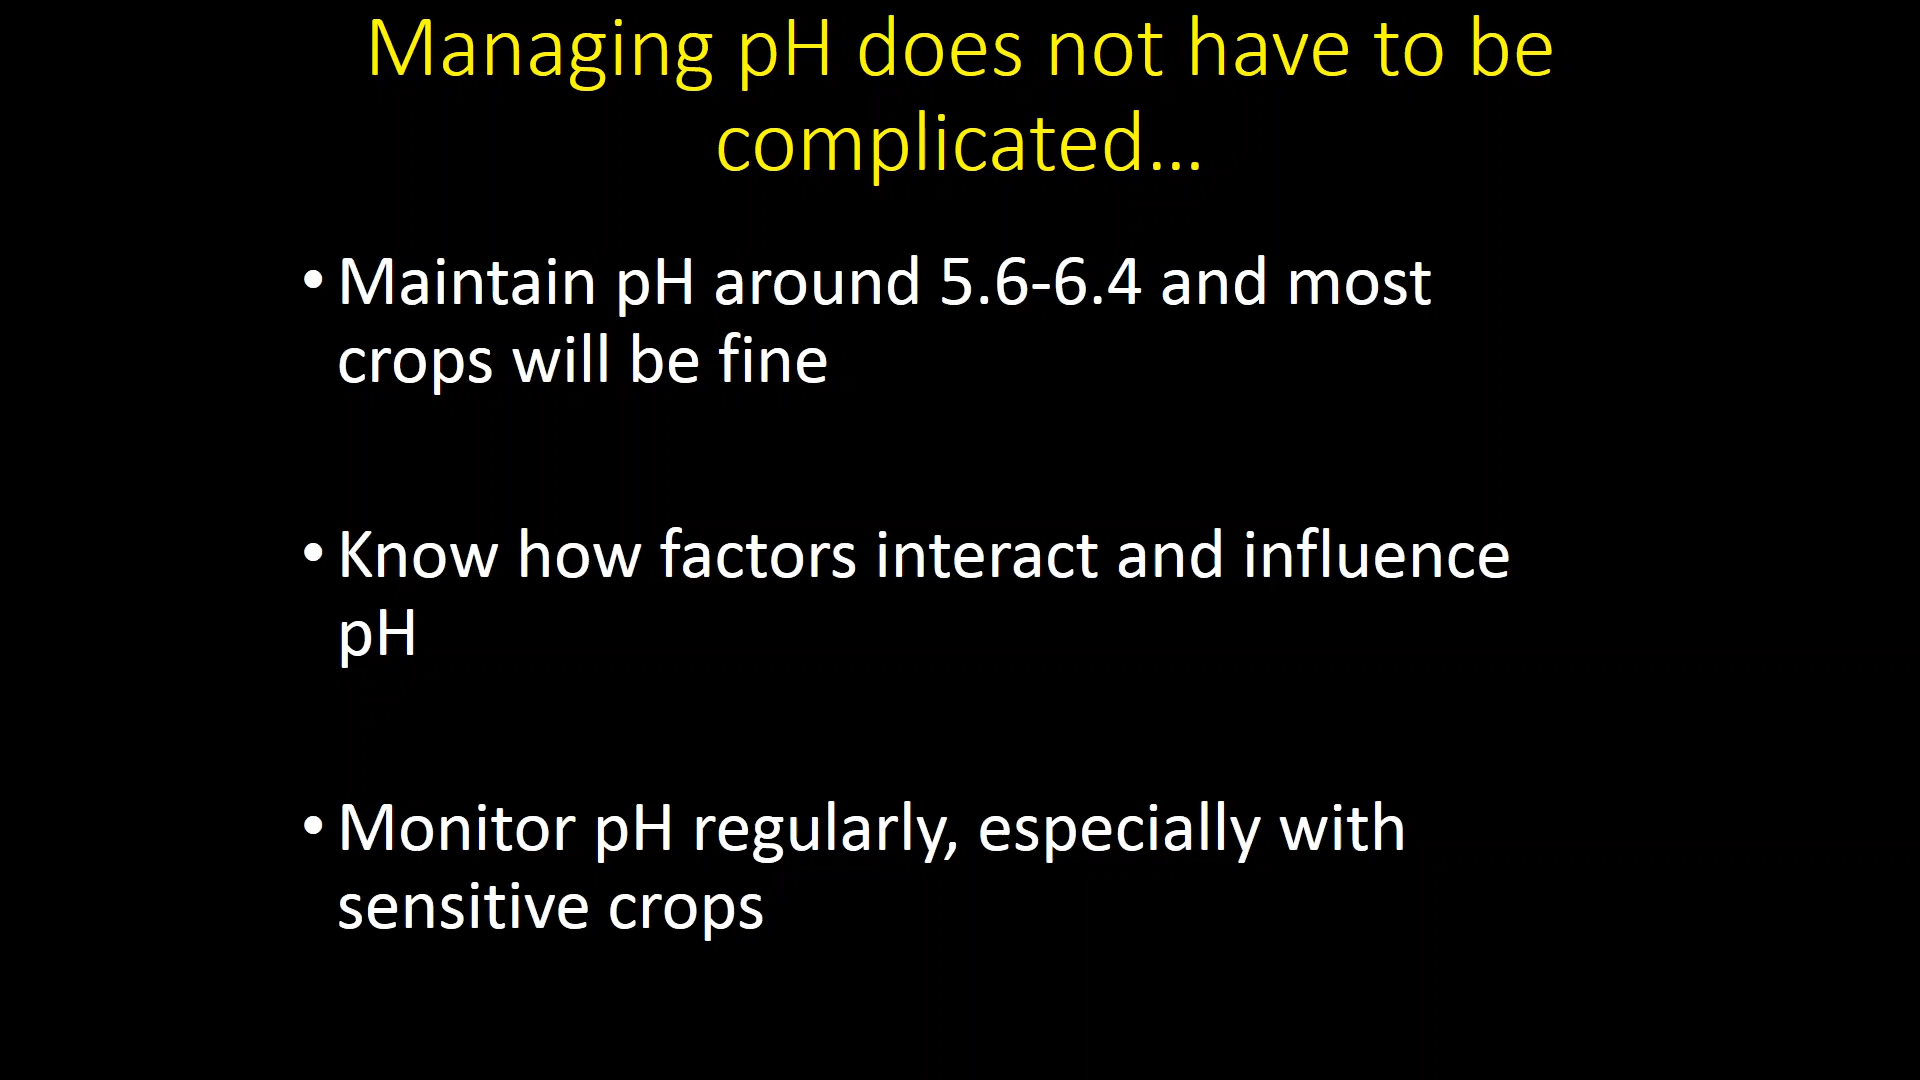 Managing pH does not have to be
complicated...
• Maintain pH around 5.6-6.4 and most
crops will be fine
• Know how factors interact and influence
pH
• Monitor pH regularly, especially with
sensitive crops